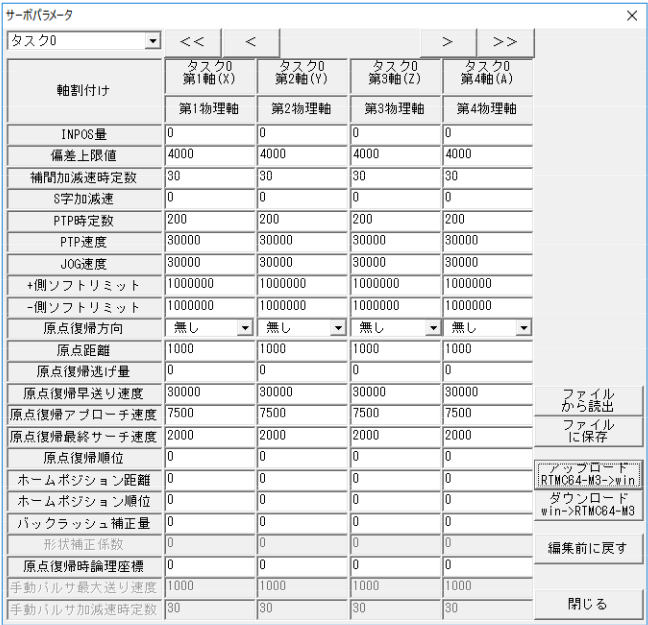 サーボパラメータ
タスク0 << < > >>
軸割付け タスク0 第1軸(X) タスク0 第2軸(Y) タスク0 第3軸(Z) タスク0 第4軸(A)
第1物理軸 第2物理軸 第3物理軸 第4物理軸
INPOS量 0 0 0 0
偏差上限値 4000 4000 4000 4000
補間加減速時定数 30 30 30 30
S字加減速 0 0 0 0
PTP時定数 200 200 200 200
PTP速度 30000 30000 30000 30000
JOG速度 30000 30000 30000 30000
+側ソフトリミット 1000000 1000000 1000000 1000000
-側ソフトリミット 1000000 1000000 1000000 1000000
原点復帰方向 無し 無し 無し 無し
原点距離 1000 1000 1000 1000
原点復帰逃げ量 0 0 0 0
原点復帰早送り速度 30000 30000 30000 30000
原点復帰アプローチ速度 7500 7500 7500 7500
原点復帰最終サーチ速度 2000 2000 2000 2000
原点復帰順位 0 0 0 0
ホームポジション距離 0 0 0 0
ホームポジション順位 0 0 0 0
バックラッシュ補正量 0 0 0 0
形状補正係数 0 0 0 0
原点復帰時論理座標 0 0 0 0
手動パルサ最大送り速度 1000 1000 1000 1000
手動パルサ加減速時定数 30 30 30 30
ファイル
から読出
ファイル
に保存
アップロード
RTMC64-M3->win
ダウンロード
win->RTMC64-M3
編集前に戻す
閉じる